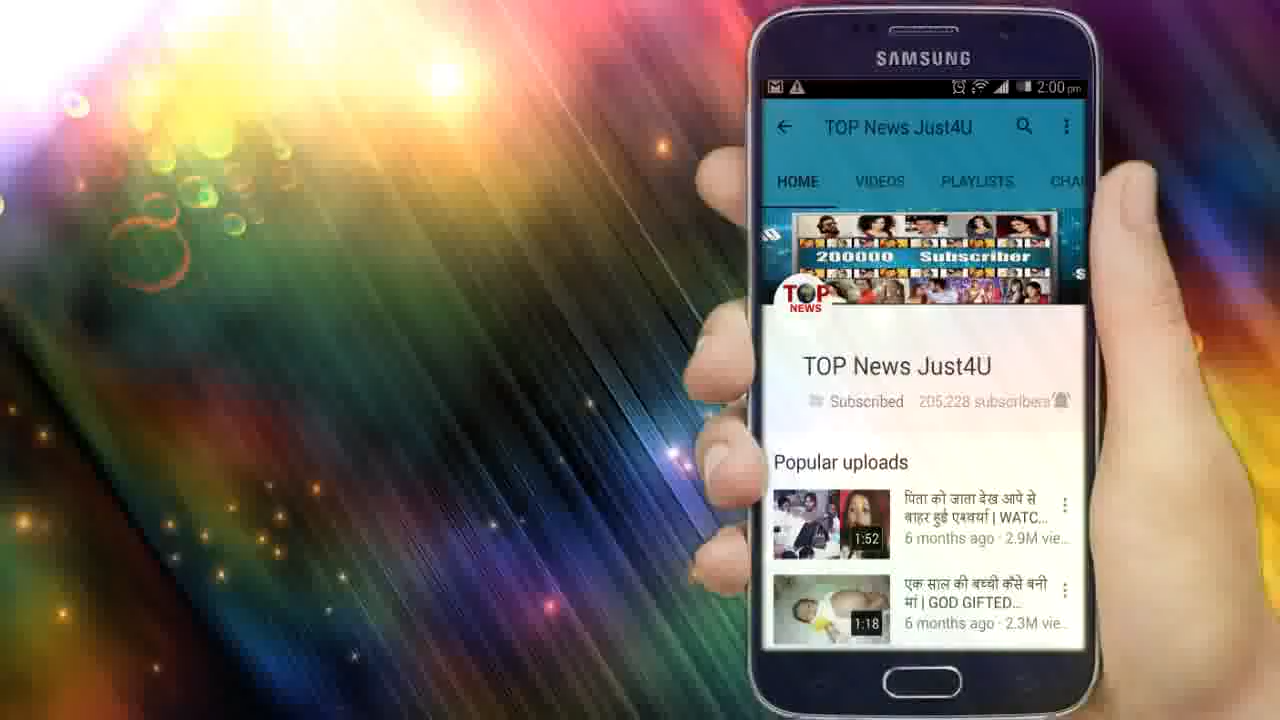 SAMSUNG
2:00 pm
TOP News Just4U
HOME VIDEOS PLAYLISTS CHA
200000 Subscriber
TOP
NEWS
TOP News Just4U
Subscribed 205,228 subscribers
Popular uploads
पिता को जाता देख आपे से
बाहर हुई एश्वर्या | WATC...
6 months ago · 2.9M vie..
1:52
एक साल की बच्ची कैसे बनी
मां | GOD GIFTED...
6 months ago · 2.3M vie..
1:18